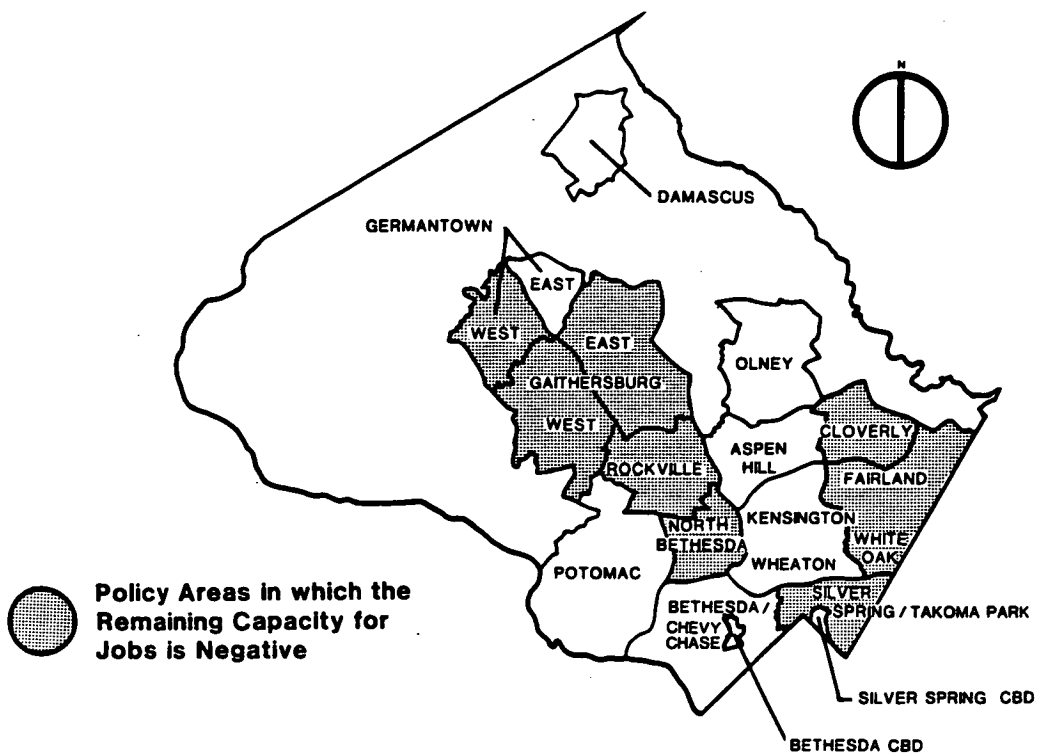 N
DAMASCUS
GERMANTOWN
EAST
WEST
EAST
OLNEY
GAITHERSBURG
WEST
CLOVERLY
ASPEN
HILL
ROCKVILLE
FAIRLAND
KENSINGTON
NORTH
BETHESDA
WHITE
OAK
WHEATON
POTOMAC
SILVER
SPRING / TAKOMA PARK
BETHESDA /
CHEVY
CHASE
Policy Areas in which the
Remaining Capacity for
Jobs is Negative
SILVER SPRING CBD
BETHESDA CBD